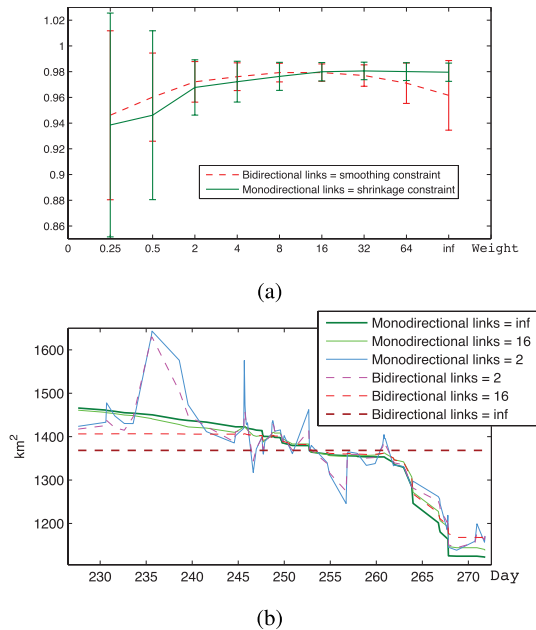 1.02
1
0.98
0.96
0.94
0.92
0.9
0.88
0.86
Bidirectional links = smoothing constraint
Monodirectional links = shrinkage constraint
0 0.25 0.5 2 4 8 16 32 64 inf Weight
(a)
Monodirectional links = inf
Monodirectional links = 16
Monodirectional links = 2
Bidirectional links = 2
Bidirectional links = 16
Bidirectional links = inf
1600
1500
1400
1300
1200
km²
230 235 240 245 250 255 260 265 270 Day
(b)